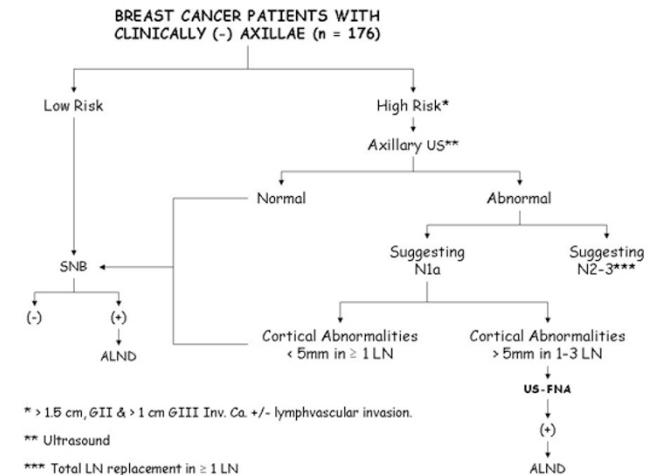 BREAST CANCER PATIENTS WITH
CLINICALLY (-) AXILLAE (n = 176)
Low Risk
High Risk*
Axillary US**
Normal
Abnormal
SNB
Suggesting
N1a
Suggesting
N2-3***
(-)
(+)
ALND
Cortical Abnormalities
< 5mm in ≥ 1 LN
Cortical Abnormalities
> 5mm in 1-3 LN
US-FNA
(+)
ALND
* > 1.5 cm, GII & > 1 cm GIII Inv. Ca. +/- lymphvascular invasion.
** Ultrasound
*** Total LN replacement in ≥ 1 LN